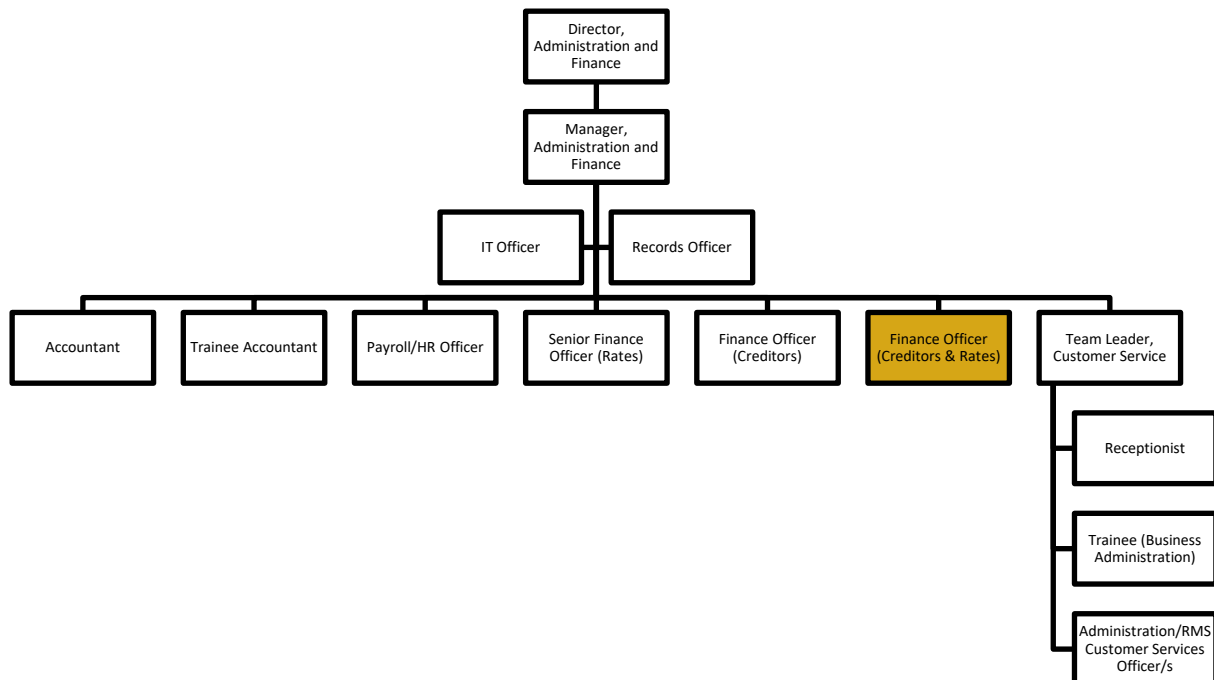 Director,
Administration and
Finance
Manager,
Administration and
Finance
IT Officer
Records Officer
Accountant
Trainee Accountant
Payroll/HR Officer
Senior Finance
Officer (Rates)
Finance Officer
(Creditors)
Finance Officer
(Creditors & Rates)
Team Leader,
Customer Service
Receptionist
Trainee (Business
Administration)
Administration/RMS
Customer Services
Officer/s